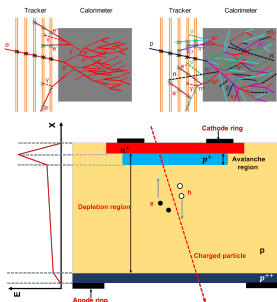 Tracker Calorimeter
e
γ
e
Tracker Calorimeter
p
n
Cathode ring
n++
p+
Avalanche
region
X
Depletion region
e
h
p
Charged particle
p++
E
Anode ring